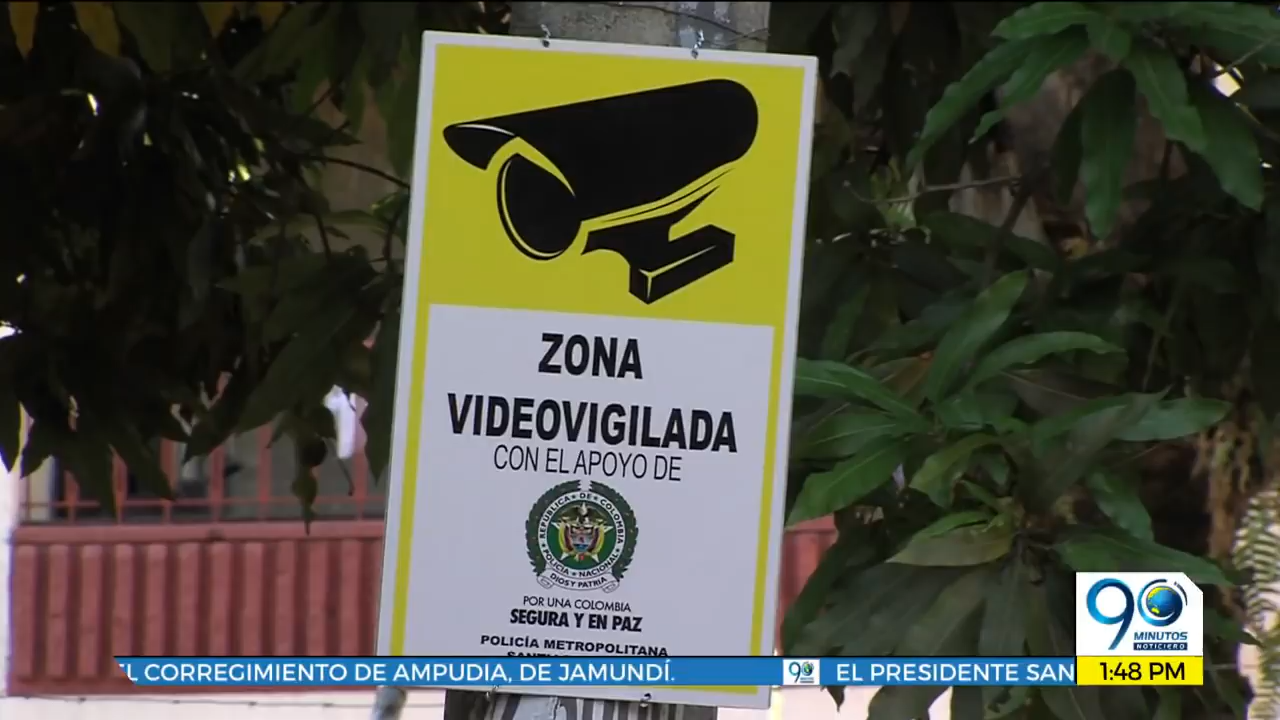 ZONA
VIDEOVIGILADA
CON EL APOYO DE
REPUBLICA DE COLOMBIA
POLICIA NACIONAL
DIOS Y PATRIA
POR UNA COLOMBIA
SEGURA Y EN PAZ
POLICÍA METROPOLITANA
90
MINUTOS
NOTICIERO
EL CORREGIMIENTO DE AMPUDIA, DE JAMUNDÍ.
90
EL PRESIDENTE SAN
1:48 PM